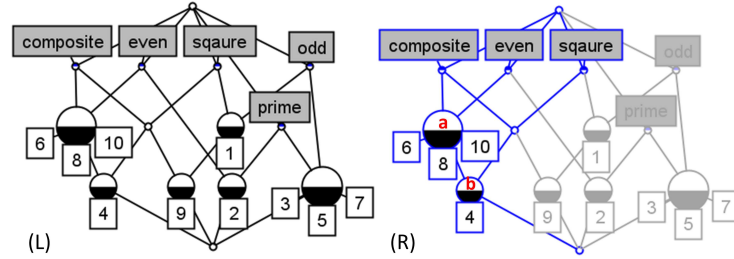 composite even sqaure odd
prime
6 8 10 1
4 9 2 3 5 7
(L)
composite even sqaure odd
prime
a
6 8 10 1
b
4 9 2 3 5 7
(R)